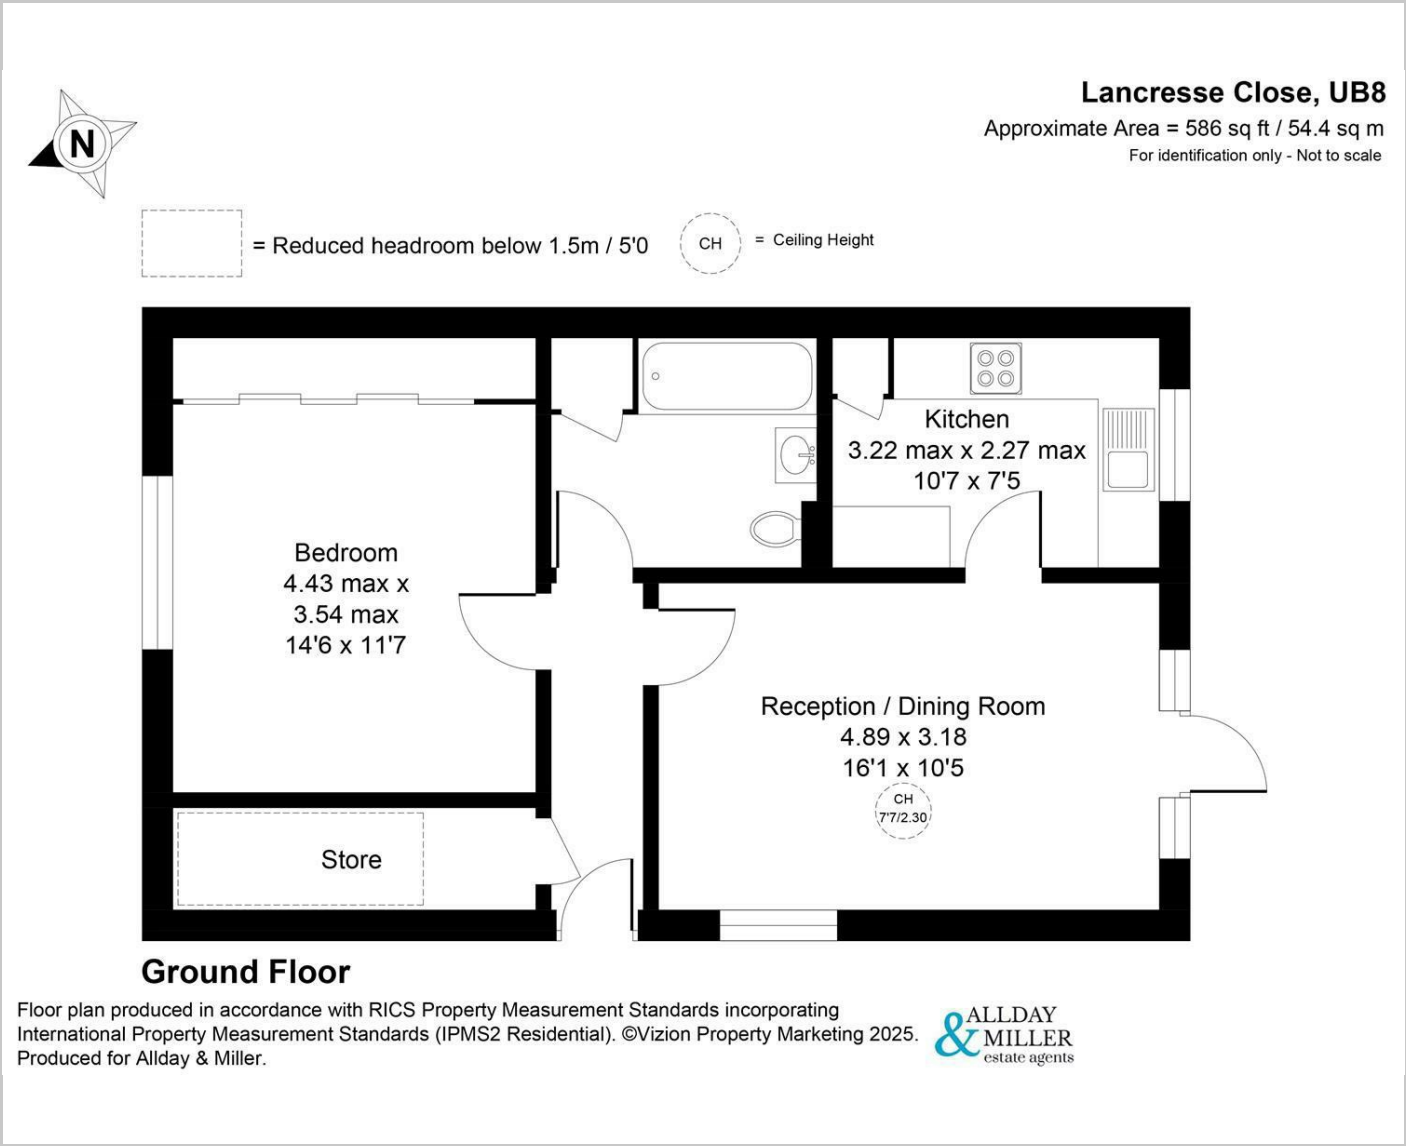 Lancresse Close, UB8
Approximate Area = 586 sq ft / 54.4 sq m
For identification only - Not to scale
N
= Reduced headroom below 1.5m / 5'0
CH
= Ceiling Height
Kitchen
3.22 max x 2.27 max
10'7 x 7'5
Bedroom
4.43 max x
3.54 max
14'6 x 11'7
Reception / Dining Room
4.89 x 3.18
16'1 x 10'5
CH
7'7/2.30
Store
Ground Floor
Floor plan produced in accordance with RICS Property Measurement Standards incorporating
International Property Measurement Standards (IPMS2 Residential). ©Vizion Property Marketing 2025.
Produced for Allday & Miller.
ALLDAY
& MILLER
estate agents